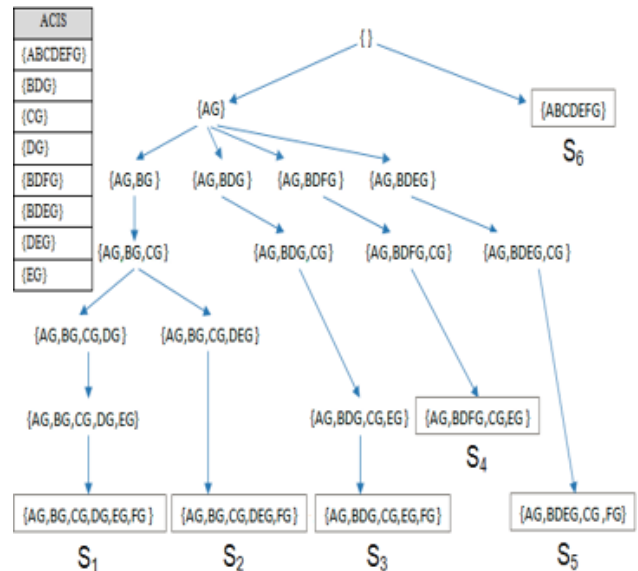 ACIS
{ABCDEFG}
{BDG}
{CG}
{DG}
{BDFG}
{BDEG}
{DEG}
{EG}
{ }
{AG}
{ABCDEFG}
S6
{AG,BG}
{AG,BDG}
{AG,BDFG}
{AG,BDEG}
{AG,BG,CG}
{AG,BDG,CG}
{AG,BDFG,CG}
{AG,BDEG,CG}
{AG,BG,CG,DG}
{AG,BG,CG,DEG}
{AG,BG,CG,DG,EG}
{AG,BDG,CG,EG}
{AG,BDFG,CG,EG }
S4
{AG,BG,CG,DG,EG,FG }
{AG,BG,CG,DEG,FG}
{AG,BDG,CG,EG,FG}
{AG,BDEG,CG ,FG}
S1
S2
S3
S5